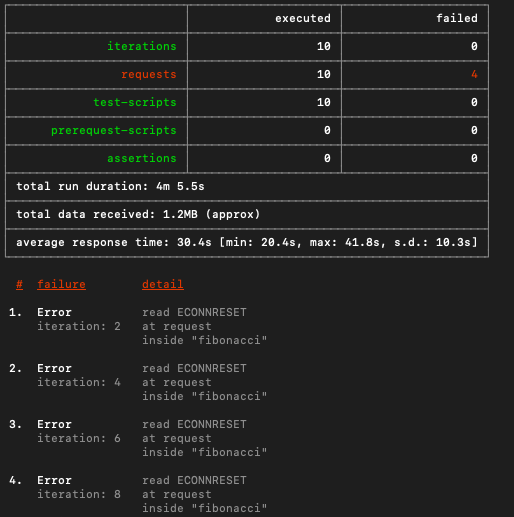 executed failed
iterations 10 0
requests 10 4
test-scripts 10 0
prerequest-scripts 0 0
assertions 0 0
total run duration: 4m 5.5s
total data received: 1.2MB (approx)
average response time: 30.4s [min: 20.4s, max: 41.8s, s.d.: 10.3s]
# failure detail
1. Error read ECONNRESET
iteration: 2 at request
inside "fibonacci"
2. Error read ECONNRESET
iteration: 4 at request
inside "fibonacci"
3. Error read ECONNRESET
iteration: 6 at request
inside "fibonacci"
4. Error read ECONNRESET
iteration: 8 at request
inside "fibonacci"